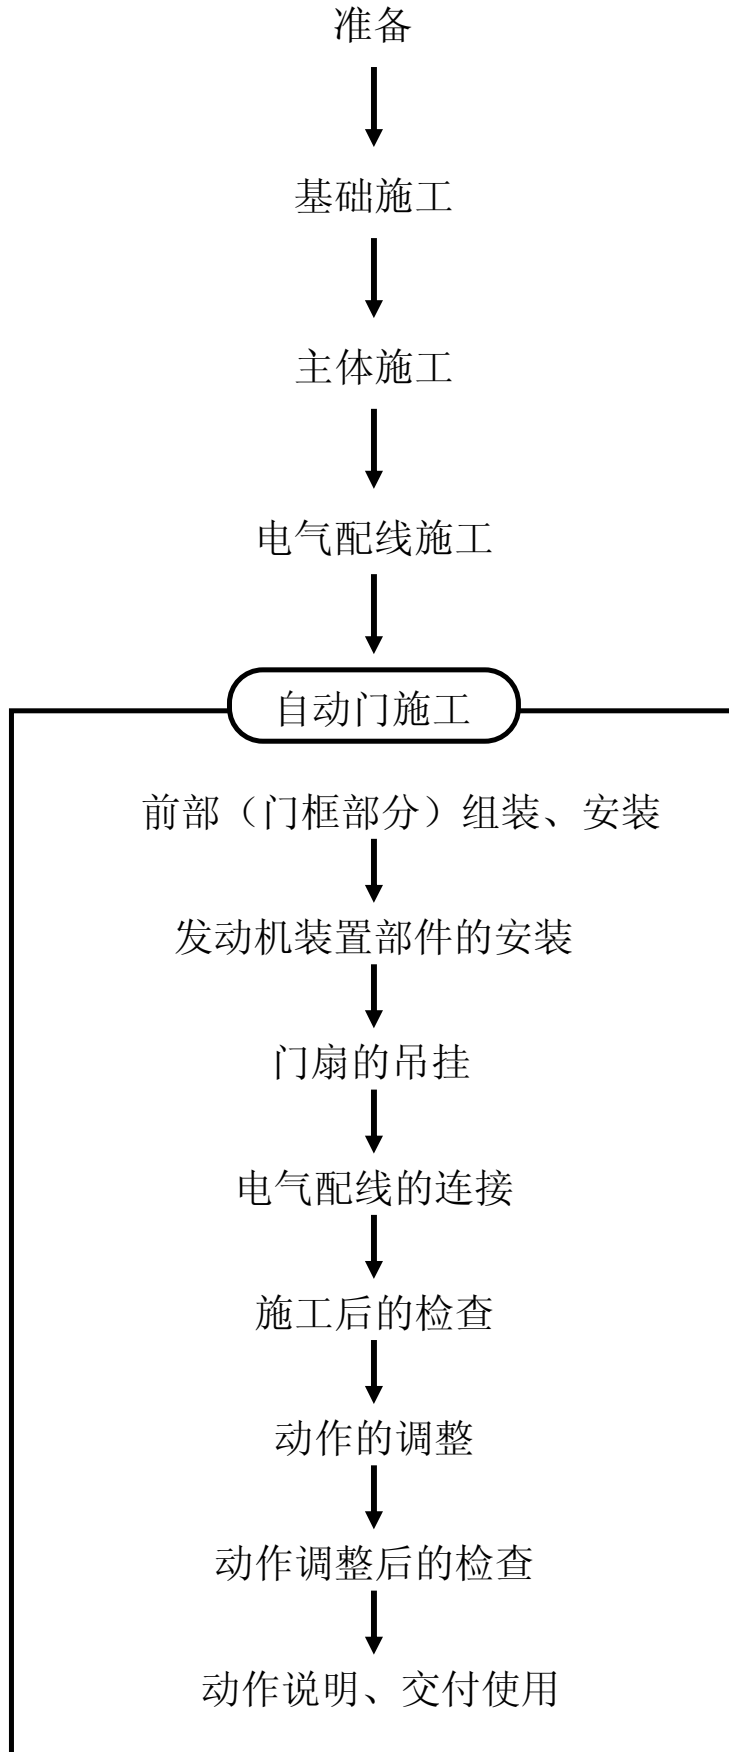 准备
基础施工
主体施工
电气配线施工
自动门施工
前部（门框部分）组装、安装
发动机装置部件的安装
门扇的吊挂
电气配线的连接
施工后的检查
动作的调整
动作调整后的检查
动作说明、交付使用